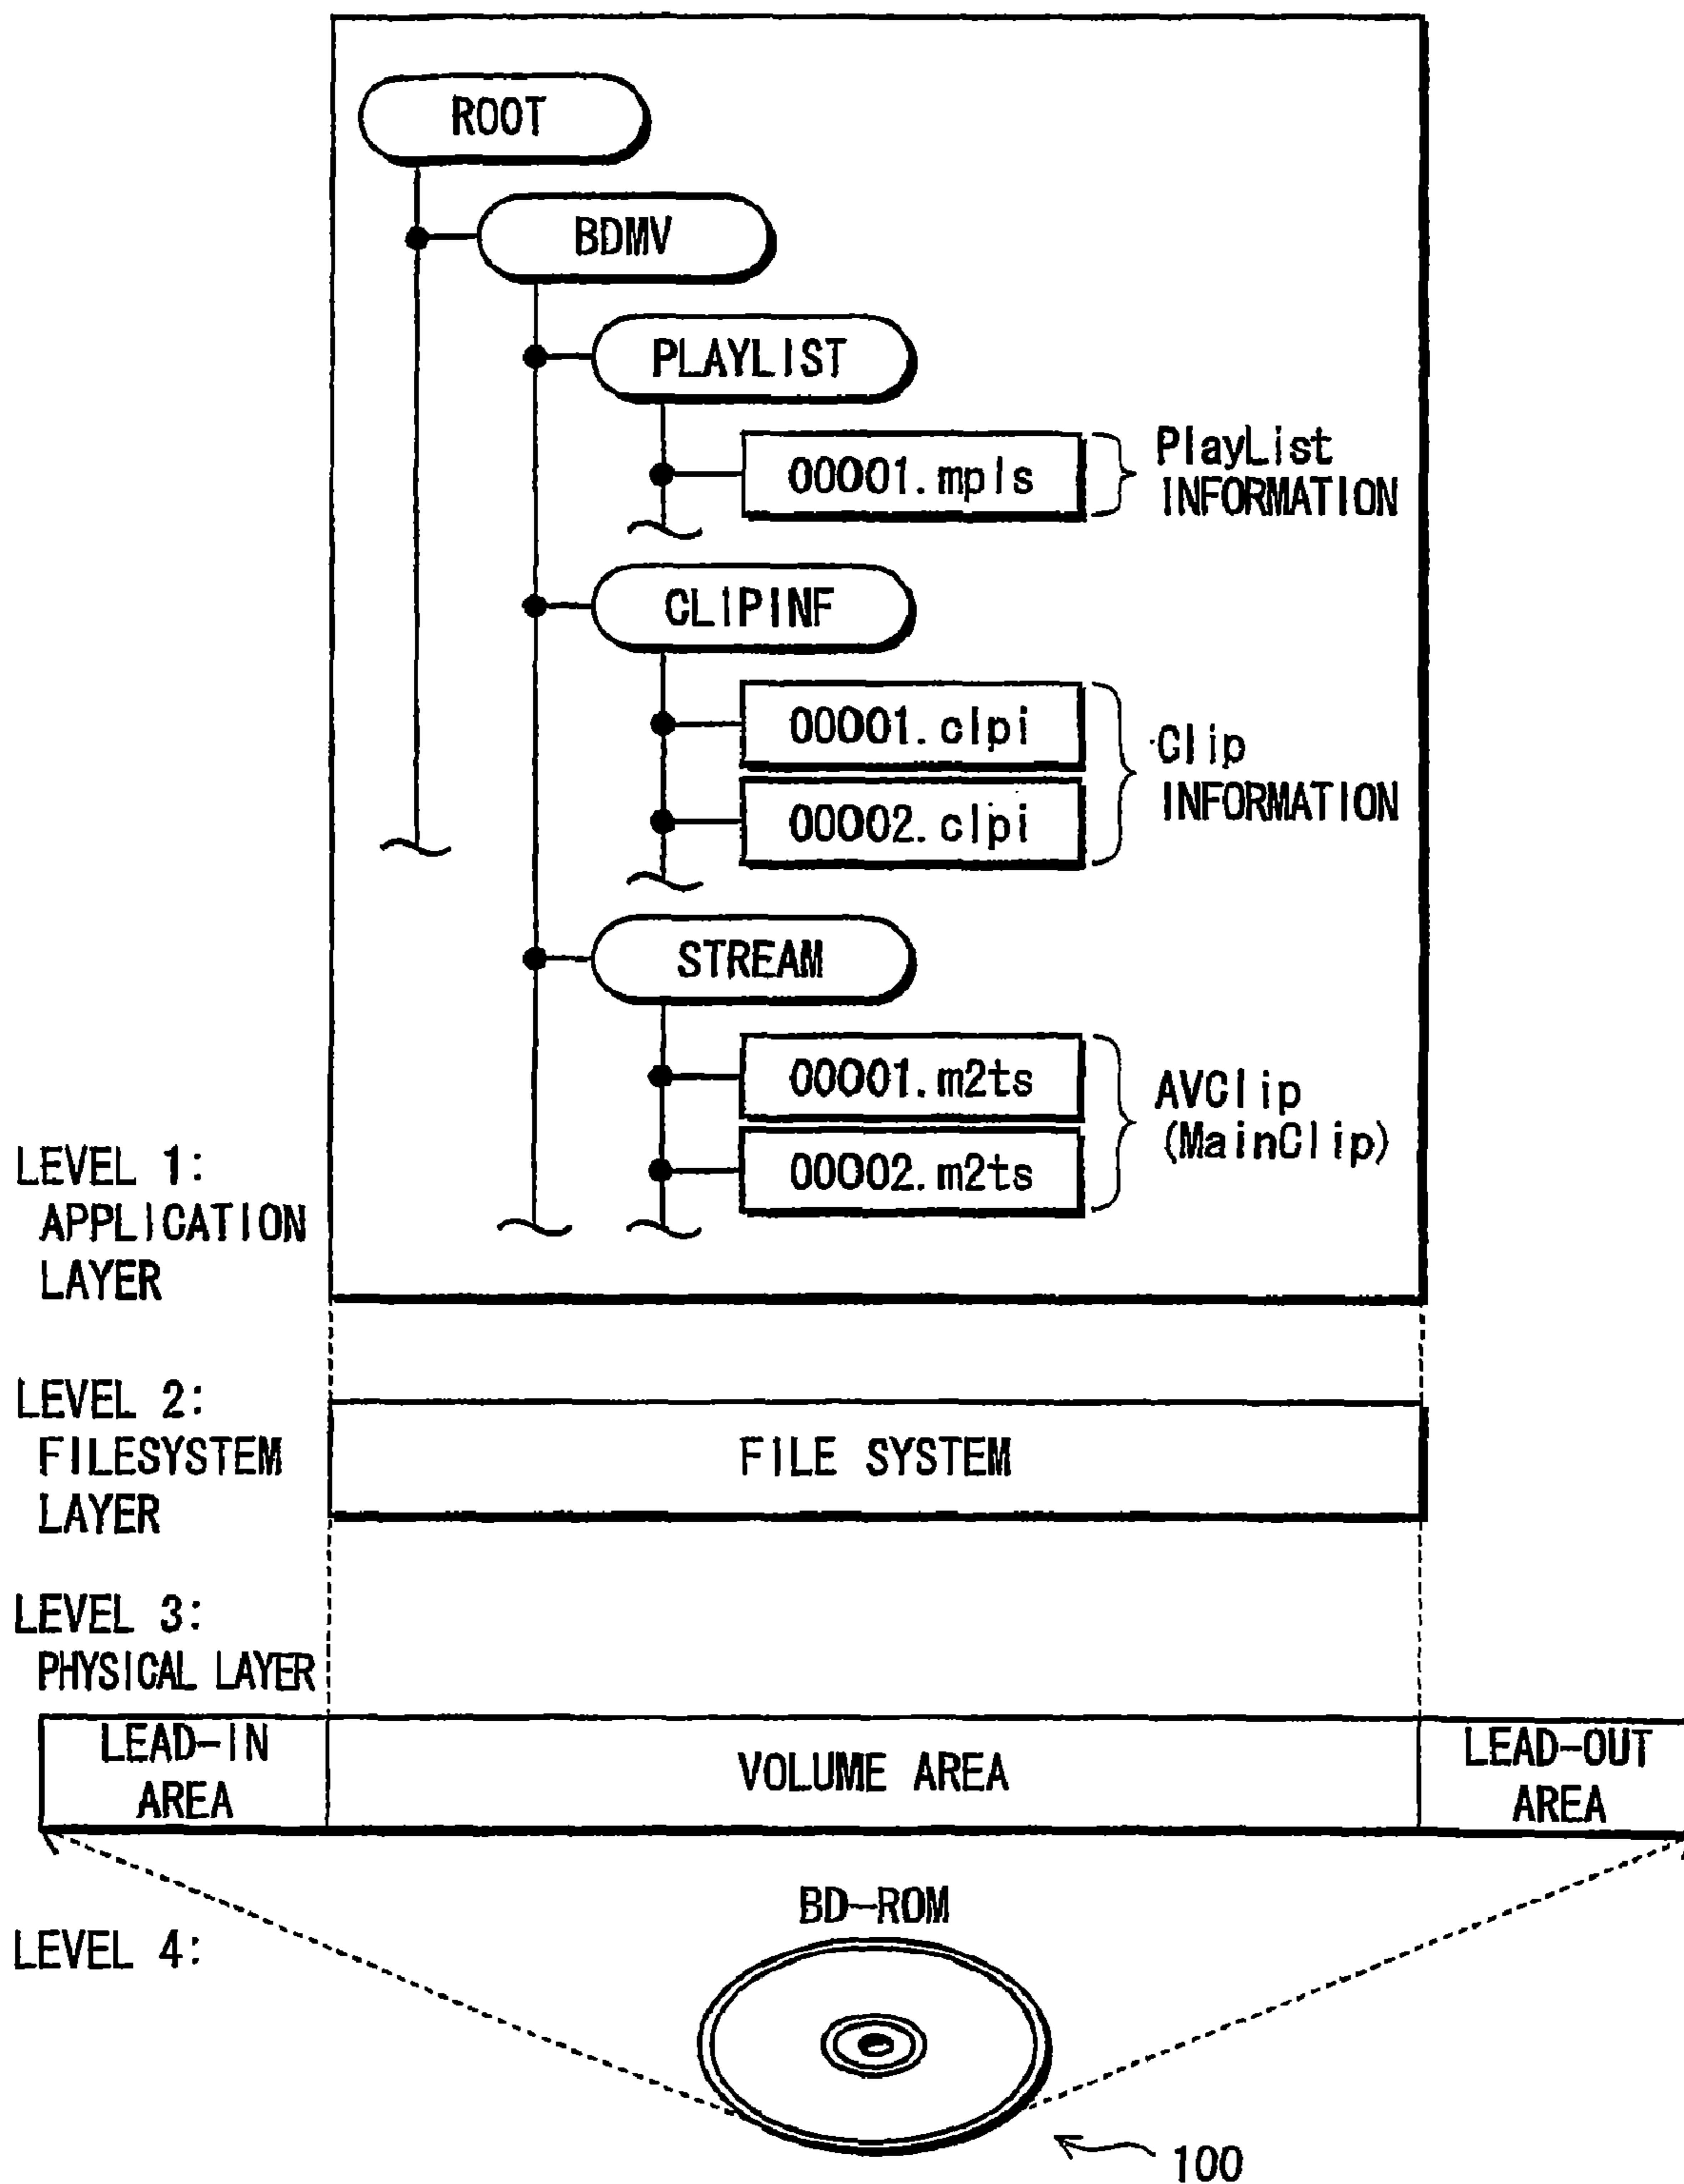 ROOT
BDMV
PLAYLIST
00001.mpls
PlayList
INFORMATION
CLIPINF
00001.clpi
00002.clpi
Clip
INFORMATION
STREAM
00001.m2ts
00002.m2ts
AVClip
(MainClip)
LEVEL 1:
APPLICATION
LAYER
LEVEL 2:
FILESYSTEM
LAYER
FILE SYSTEM
LEVEL 3:
PHYSICAL LAYER
LEAD-IN
AREA
VOLUME AREA
LEAD-OUT
AREA
BD-ROM
LEVEL 4:
100